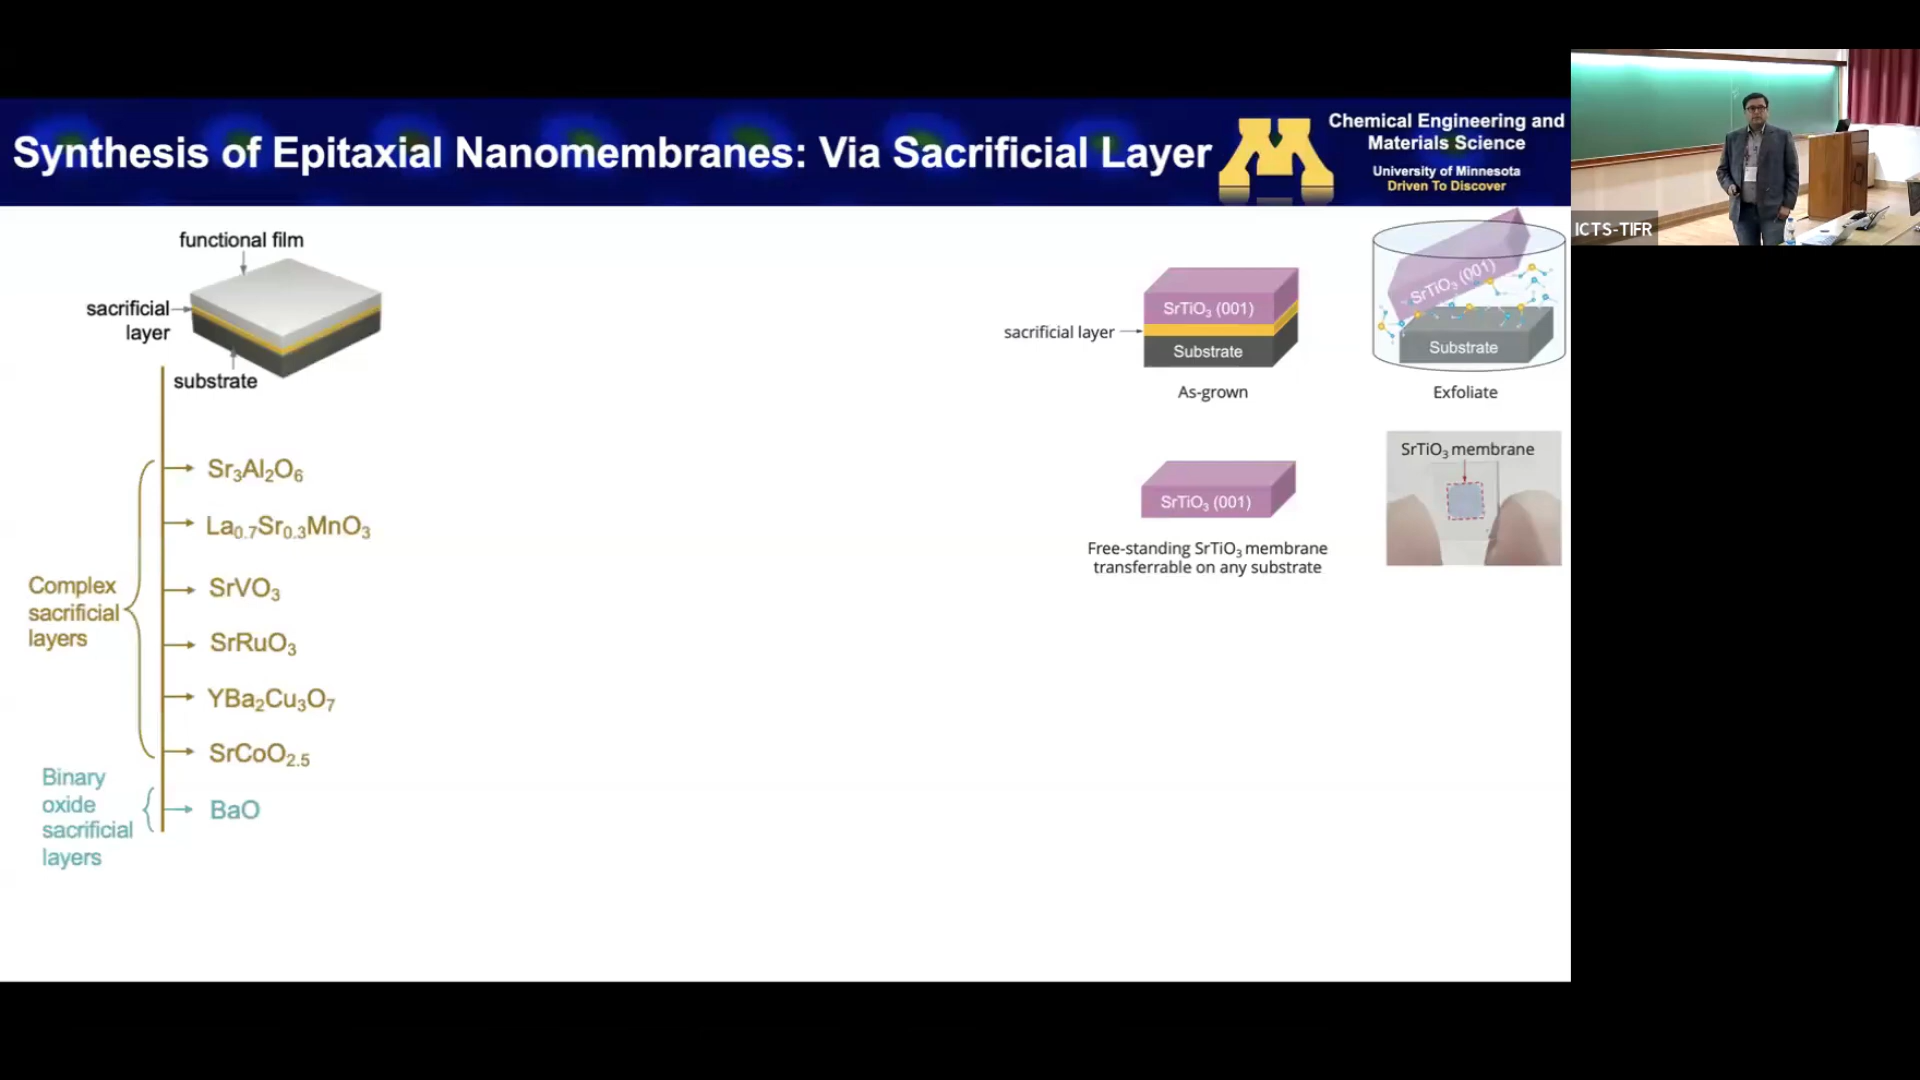 Synthesis of Epitaxial Nanomembranes: Via Sacrificial Layer
Chemical Engineering and
Materials Science
University of Minnesota
Driven To Discover
ICTS-TIFR
functional film
sacrificial
layer
substrate
Complex
sacrificial
layers
Sr₃Al₂O₆
La₀.₇Sr₀.₃MnO₃
SrVO₃
SrRuO₃
YBa₂Cu₃O₇
SrCoO₂.₅
Binary
oxide
sacrificial
layers
BaO
sacrificial layer
SrTiO₃ (001)
Substrate
As-grown
SrTiO₃ (001)
Substrate
Exfoliate
SrTiO₃ (001)
Free-standing SrTiO₃ membrane
transferrable on any substrate
SrTiO₃ membrane